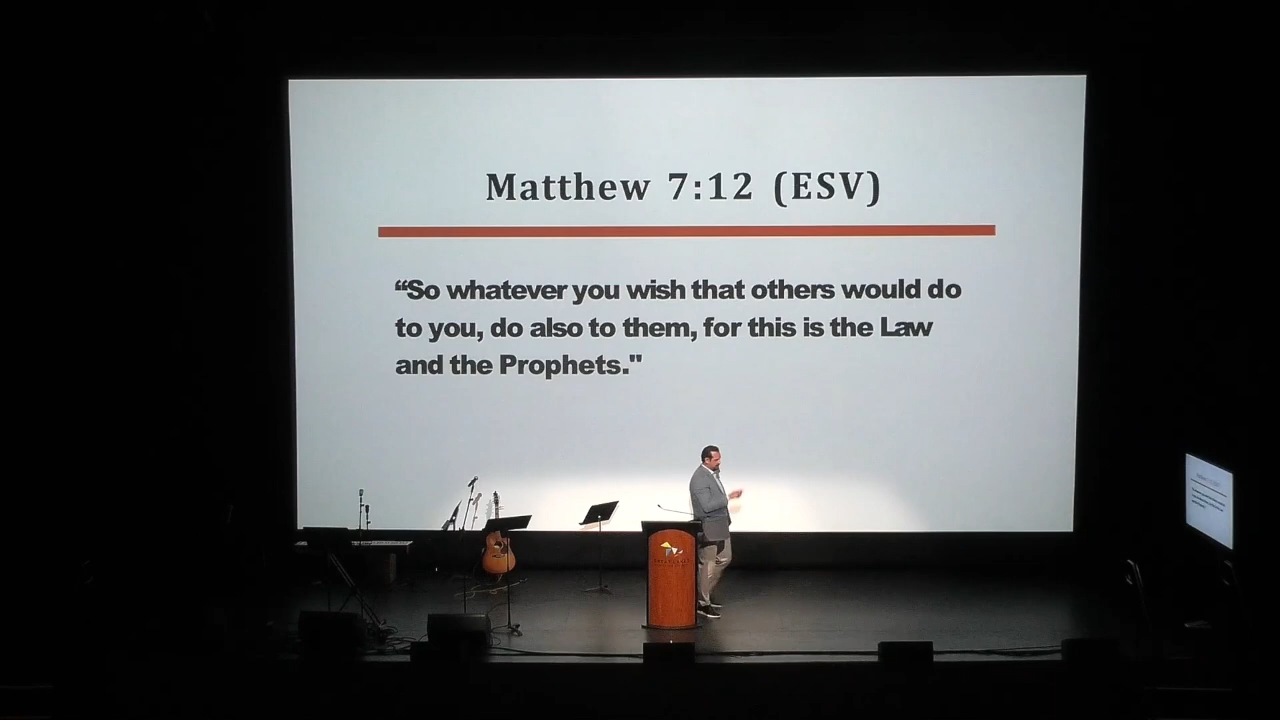 Matthew 7:12 (ESV)
“So whatever you wish that others would do
to you, do also to them, for this is the Law
and the Prophets."